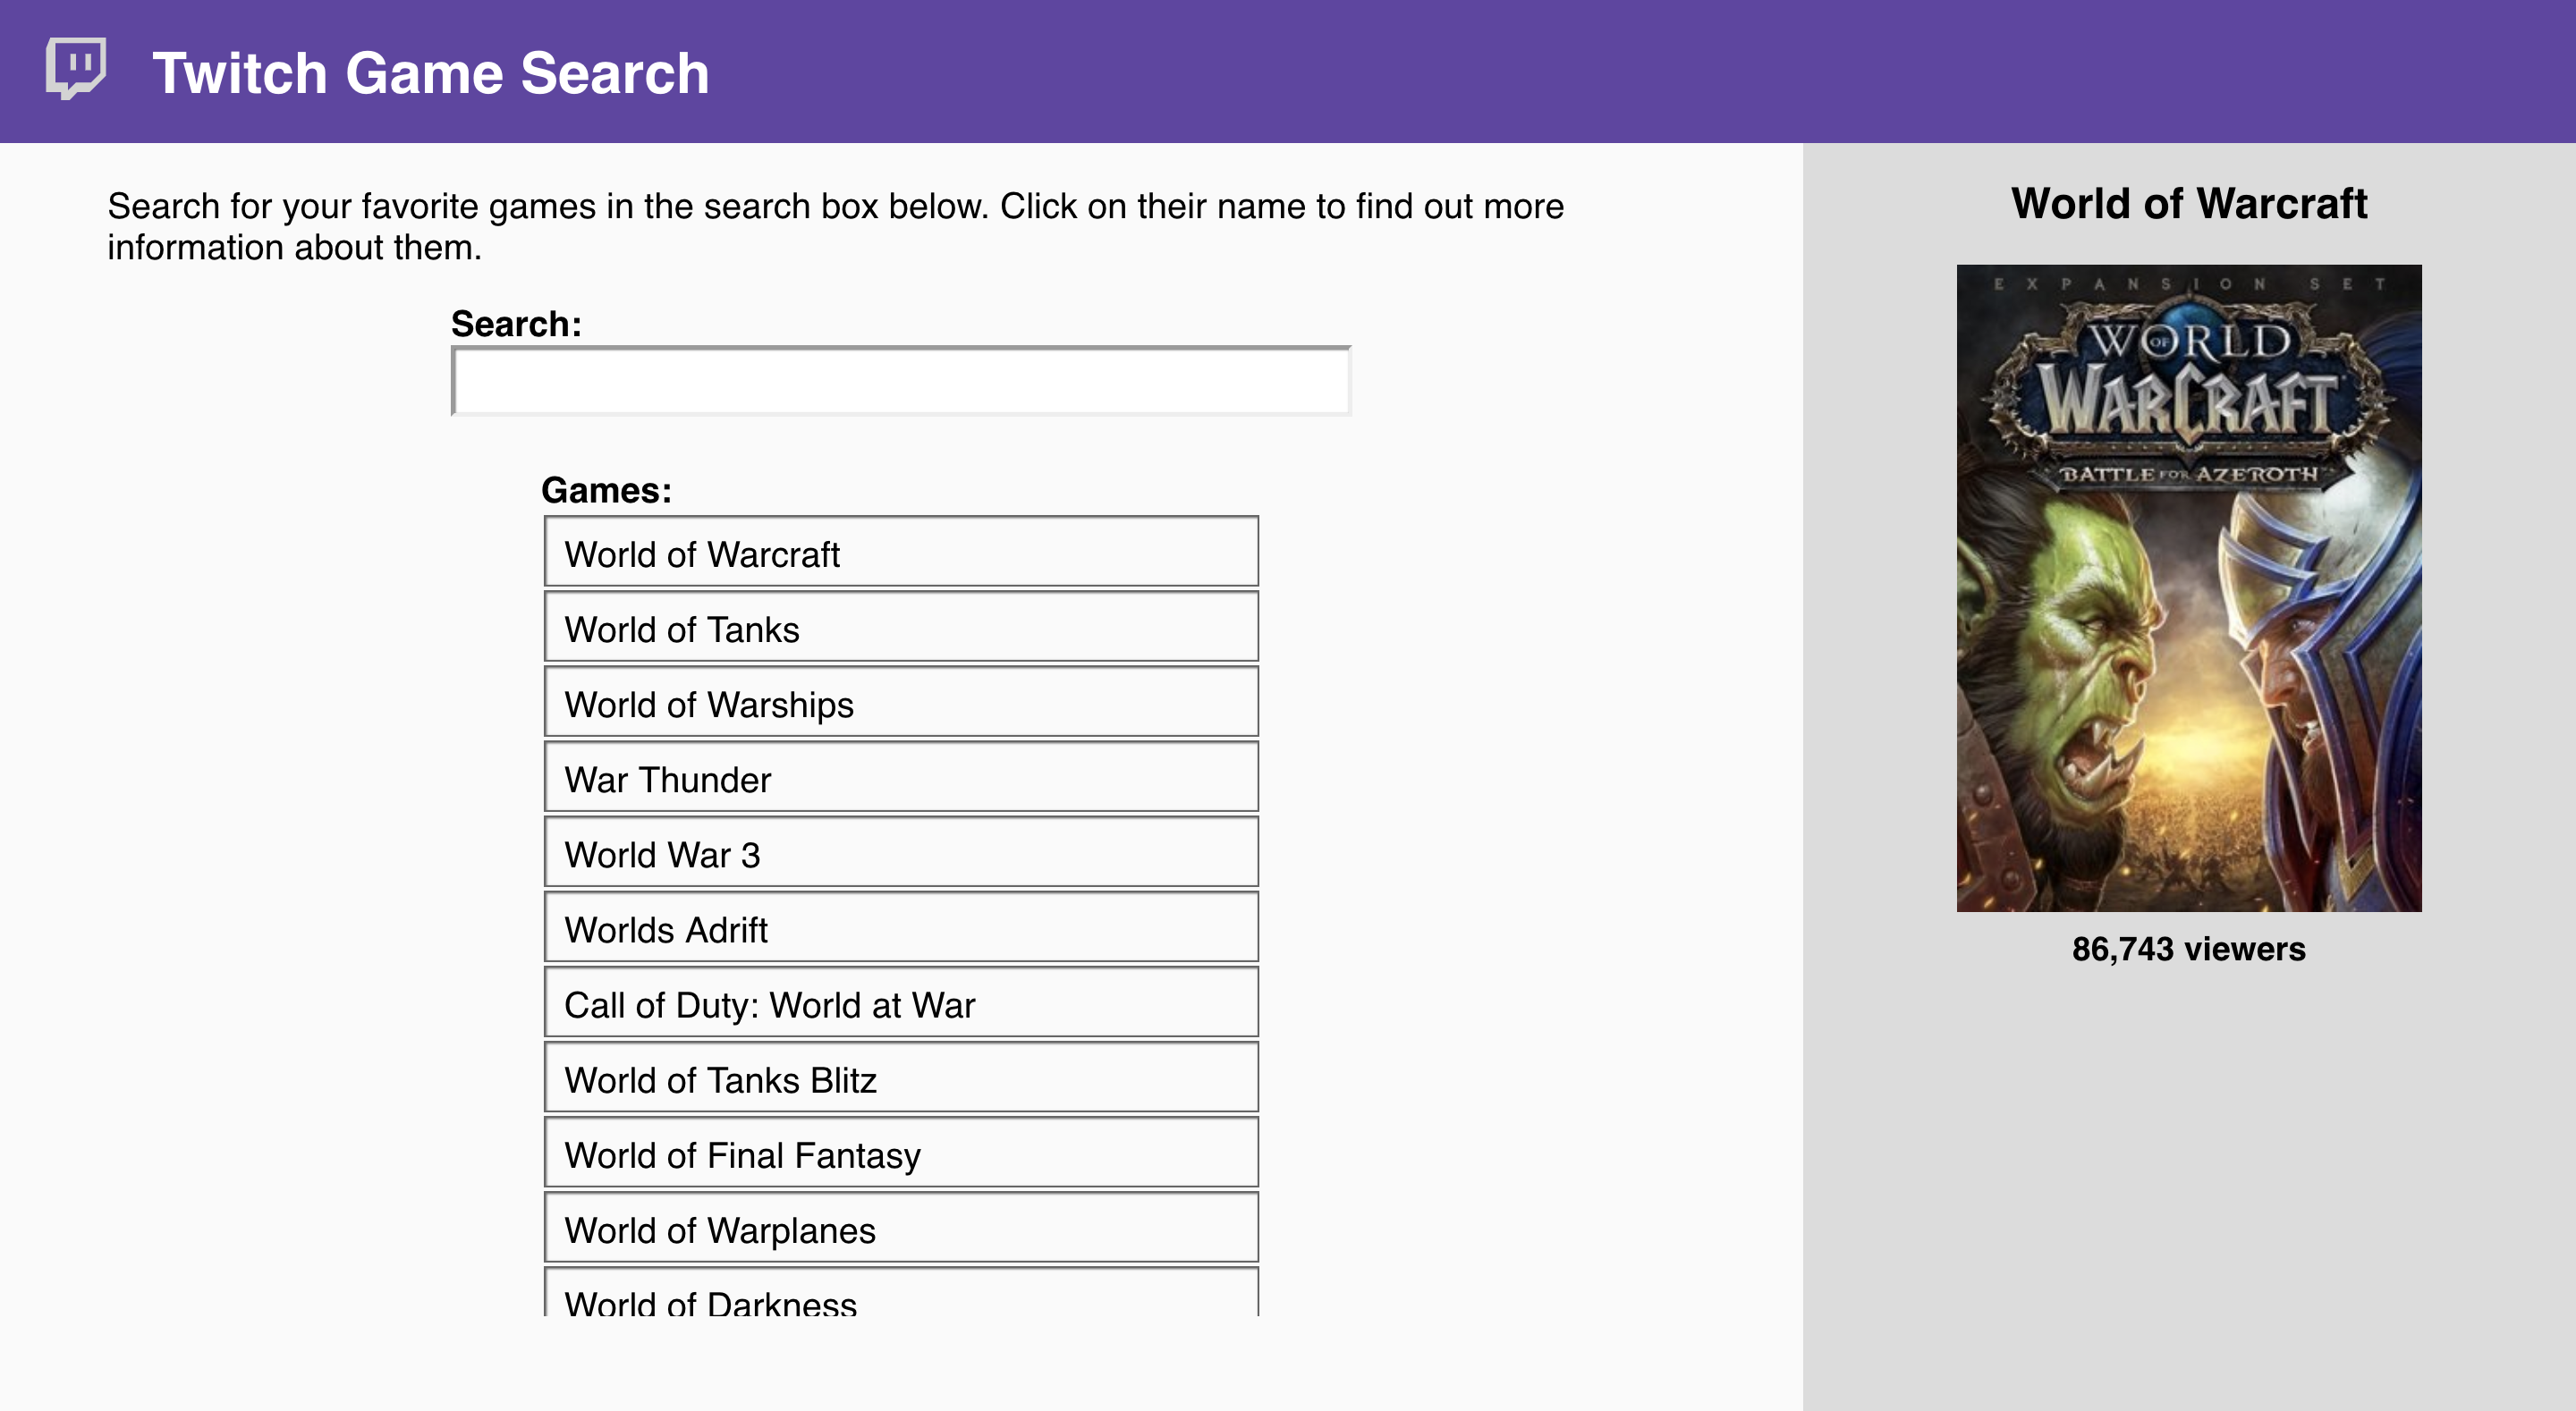 Twitch Game Search
Search for your favorite games in the search box below. Click on their name to find out more
information about them.
Search:
Games:
World of Warcraft
World of Tanks
World of Warships
War Thunder
World War 3
Worlds Adrift
Call of Duty: World at War
World of Tanks Blitz
World of Final Fantasy
World of Warplanes
World of Darkness
World of Warcraft
EXPANSION SET
WORLD OF
WARCRAFT
BATTLE FOR AZEROTH
86,743 viewers